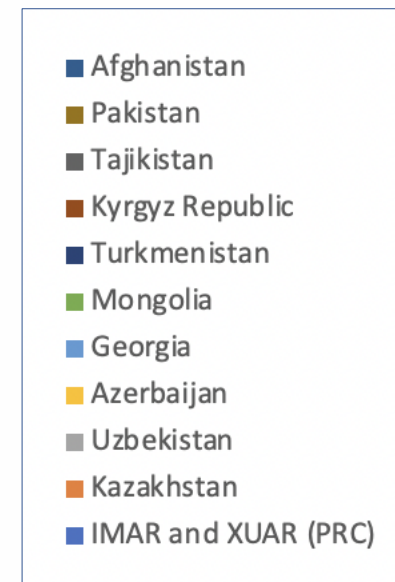 Afghanistan
Pakistan
Tajikistan
Kyrgyz Republic
Turkmenistan
Mongolia
Georgia
Azerbaijan
Uzbekistan
Kazakhstan
IMAR and XUAR (PRC)